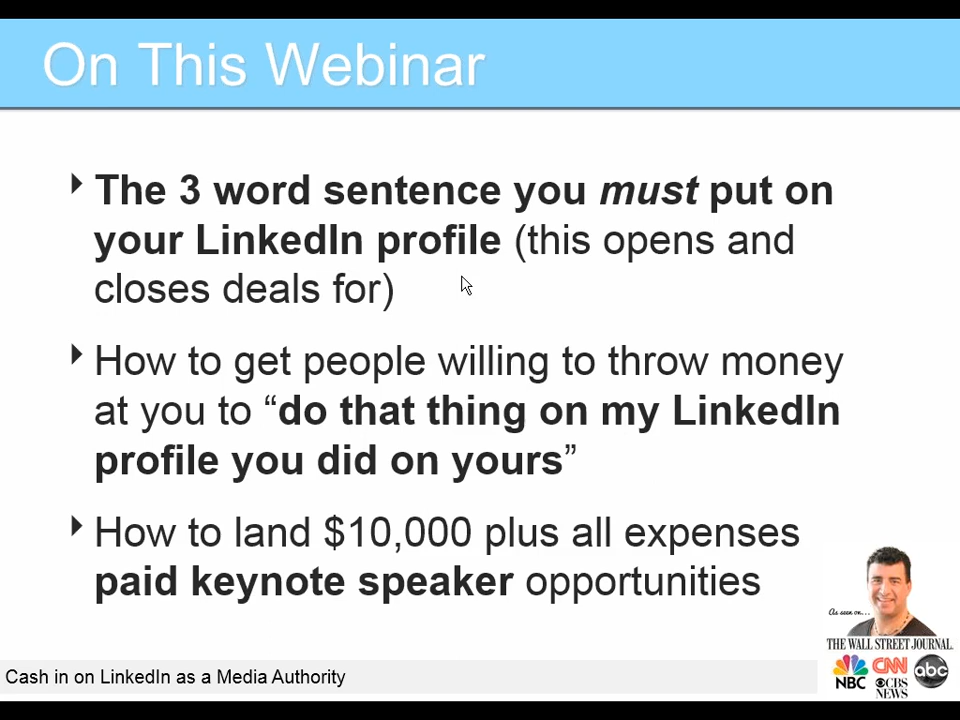 On This Webinar
The 3 word sentence you must put on
your LinkedIn profile (this opens and
closes deals for)
How to get people willing to throw money
at you to “do that thing on my LinkedIn
profile you did on yours”
How to land $10,000 plus all expenses
paid keynote speaker opportunities
As seen on...
THE WALL STREET JOURNAL.
NBC CNN CBS NEWS abc
Cash in on LinkedIn as a Media Authority